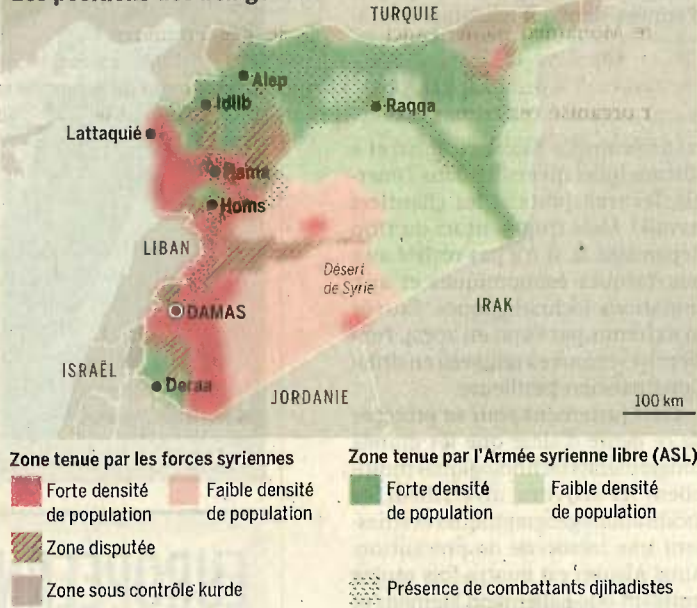 Les positions
TURQUIE
Alep
Idlib
Raqqa
Lattaquié
Hama
Homs
LIBAN
Désert
de Syrie
DAMAS
IRAK
ISRAËL
Deraa
JORDANIE
100 km
Zone tenue par les forces syriennes
Forte densité
de population
Faible densité
de population
Zone disputée
Zone sous contrôle kurde
Zone tenue par l'Armée syrienne libre (ASL)
Forte densité
de population
Faible densité
de population
Présence de combattants djihadistes